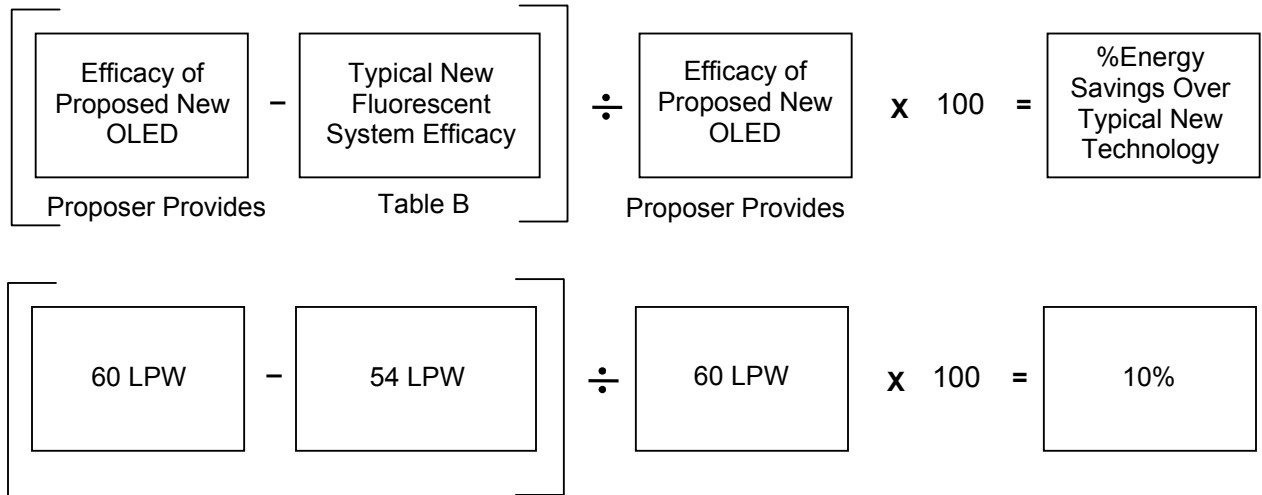 Efficacy of
Proposed New
OLED
–
Typical New
Fluorescent
System Efficacy
÷
Efficacy of
Proposed New
OLED
x 100 =
%Energy
Savings Over
Typical New
Technology
Proposer Provides
Table B
Proposer Provides
60 LPW – 54 LPW ÷ 60 LPW x 100 = 10%